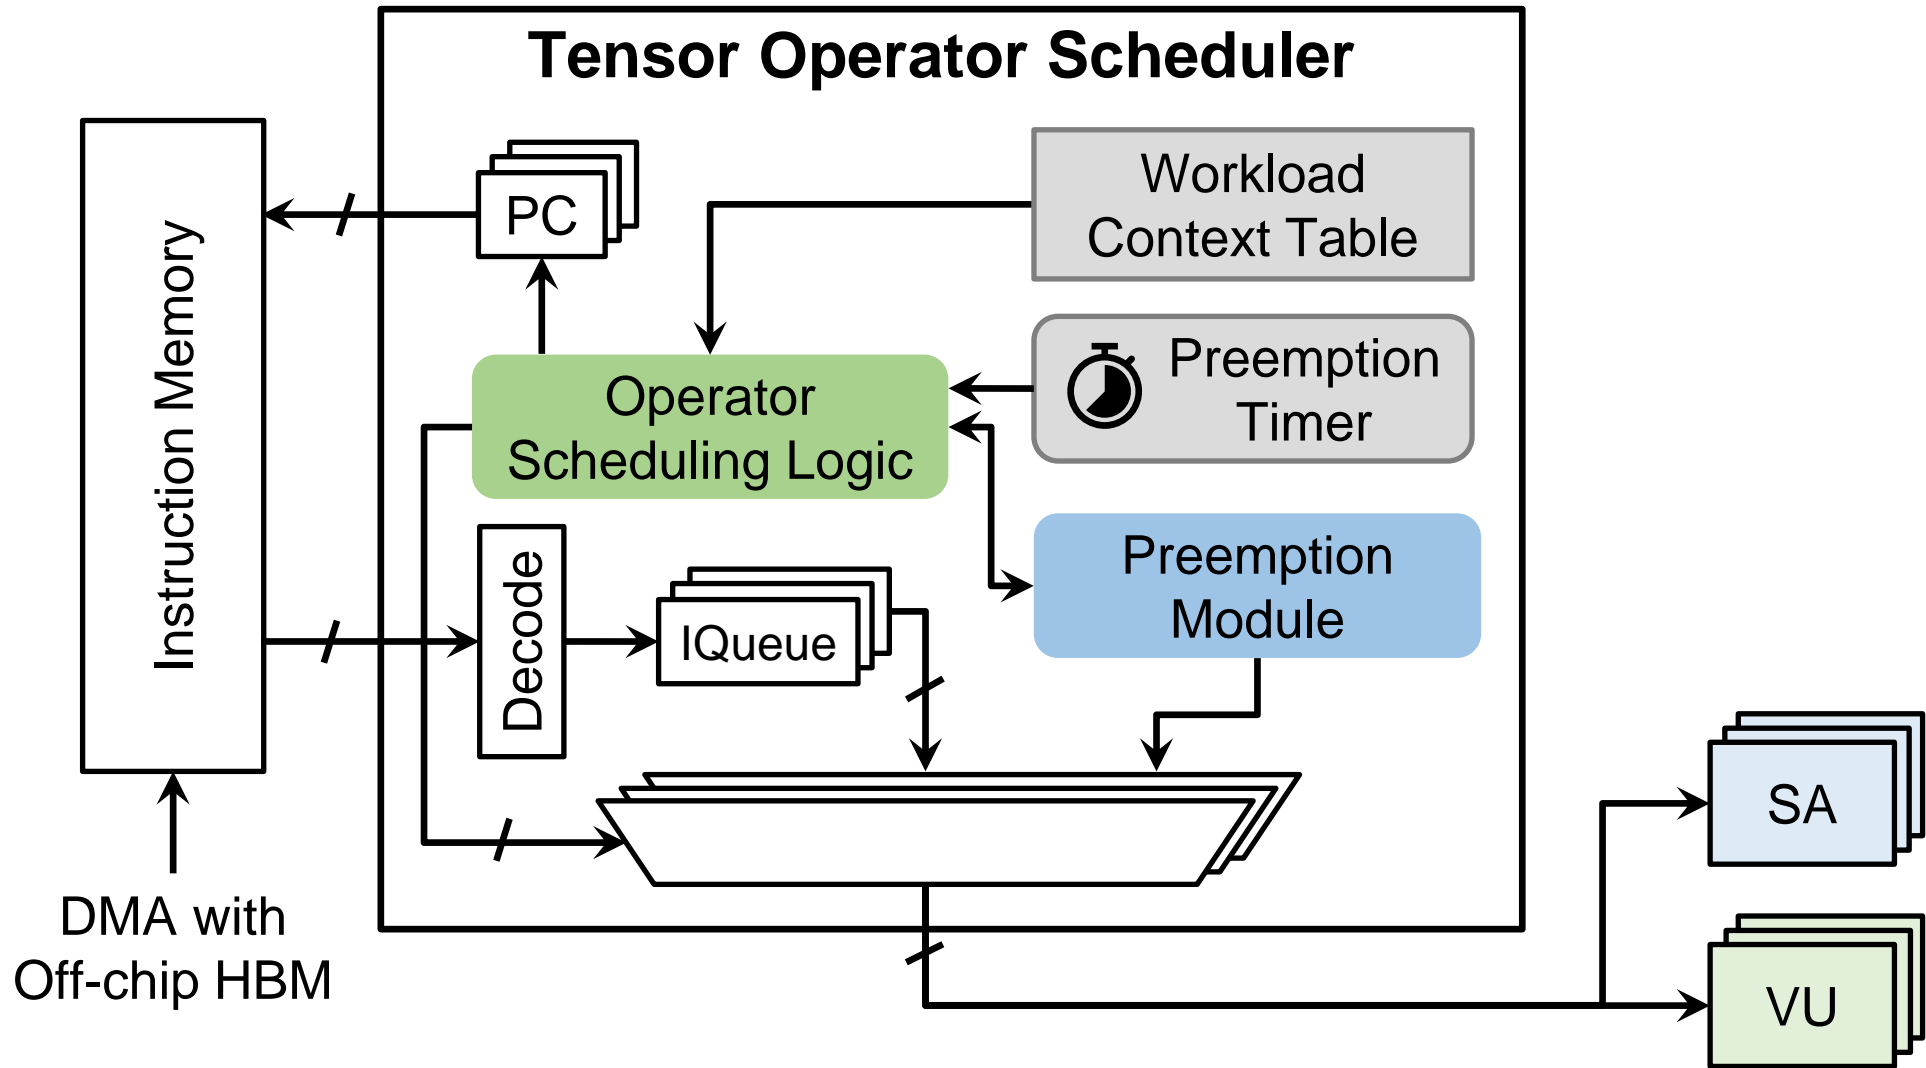 Tensor Operator Scheduler
Instruction Memory
PC
Workload
Context Table
Operator
Scheduling Logic
Preemption
Timer
Decode
IQueue
Preemption
Module
SA
VU
DMA with
Off-chip HBM